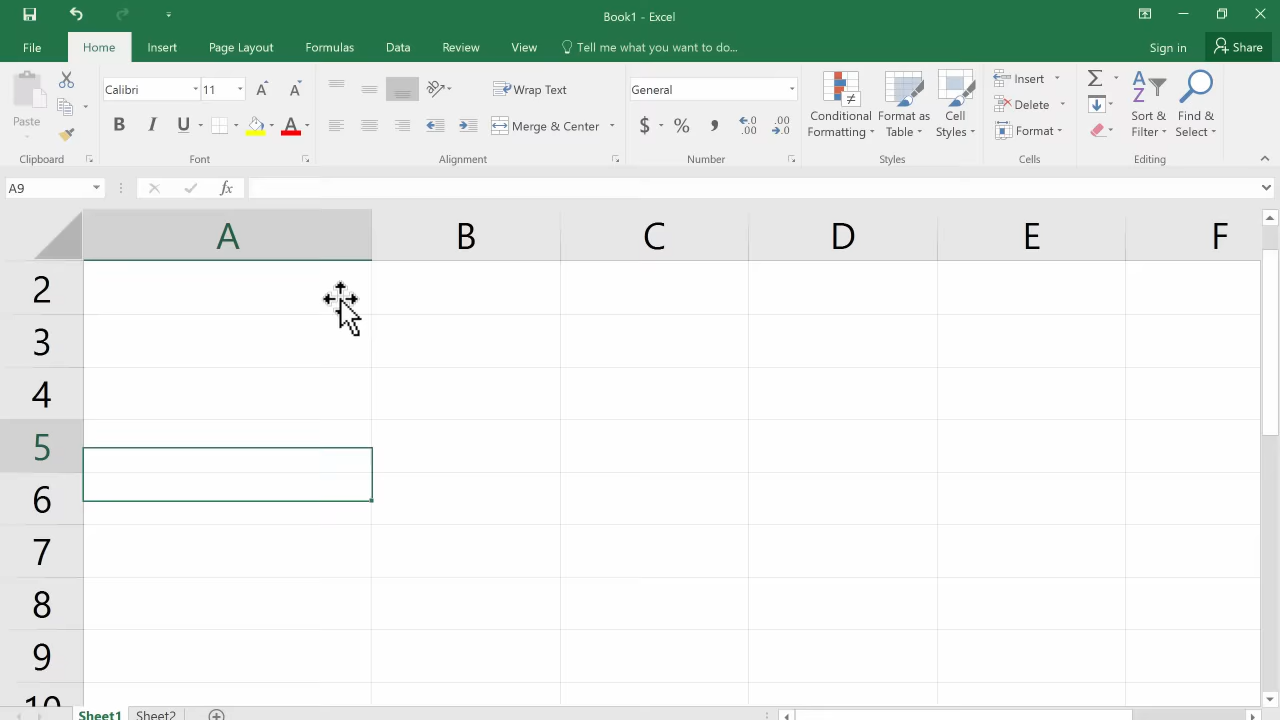 Book1 - Excel
File Home Insert Page Layout Formulas Data Review View Tell me what you want to do... Sign in Share
Paste
Calibri 11
B I U A
Wrap Text
Merge & Center
General
$ % ,
Conditional Formatting
Format as Table
Cell Styles
Insert
Delete
Format
Sort & Filter
Find & Select
Clipboard Font Alignment Number Styles Cells Editing
A9 fx
A B C D E F
2
3
4
5
6
7
8
9
10
Sheet1 Sheet2